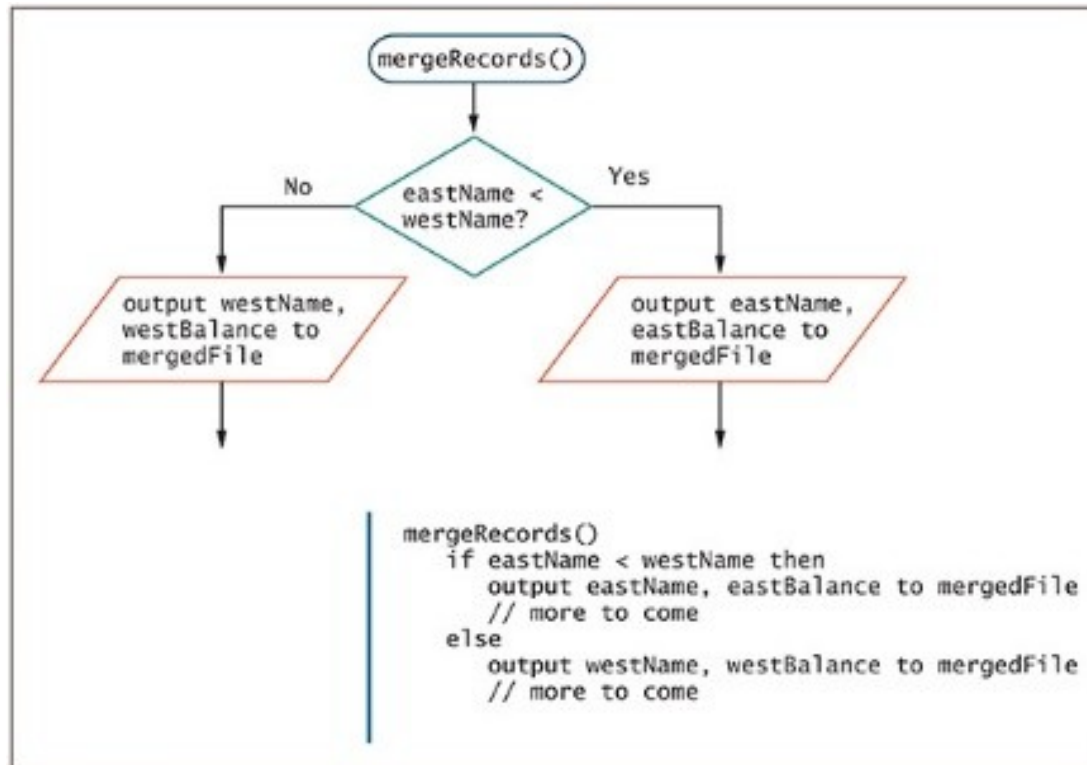 mergeRecords()
eastName <
westName?
No
Yes
output westName,
westBalance to
mergedFile
output eastName,
eastBalance to
mergedFile
mergeRecords()
if eastName < westName then
output eastName, eastBalance to mergedFile
// more to come
else
output westName, westBalance to mergedFile
// more to come